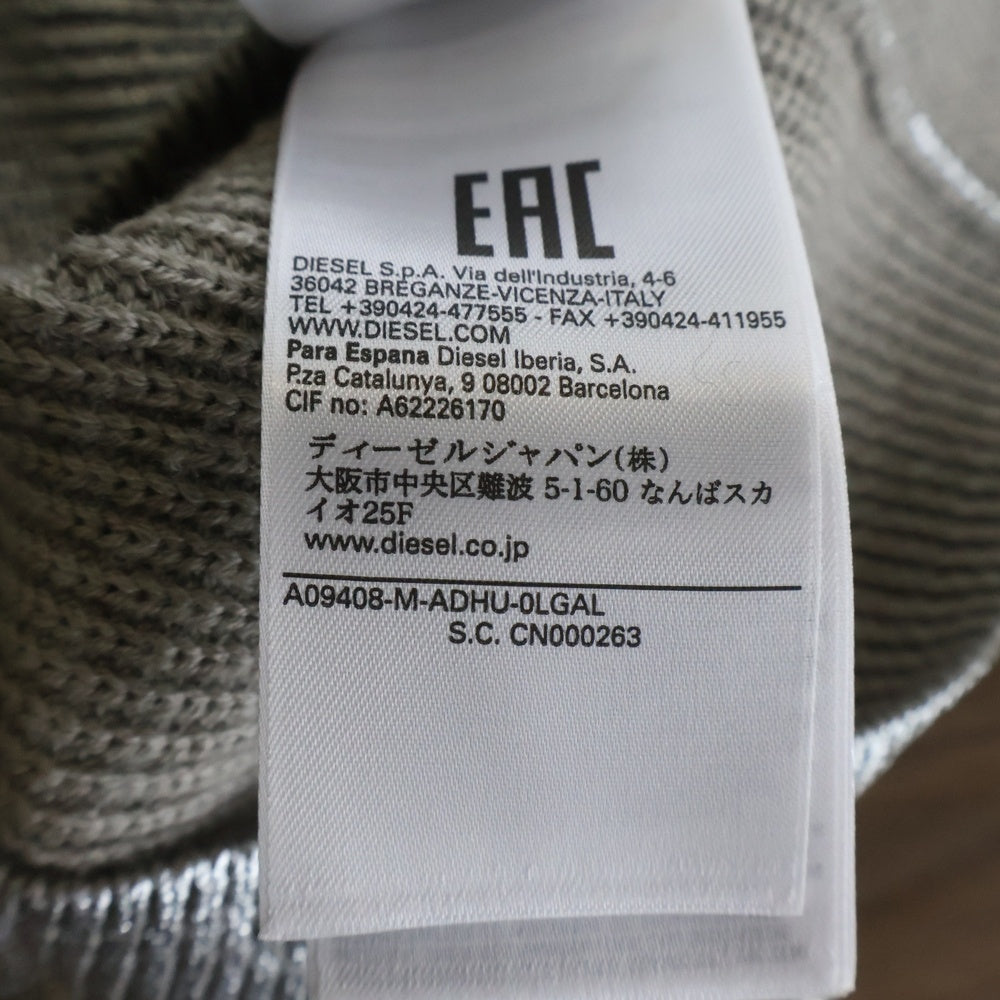 EAC
DIESEL S.p.A. Via dell'Industria, 4-6
36042 BREGANZE-VICENZA-ITALY
TEL +390424-477555 - FAX +390424-411955
WWW.DIESEL.COM
Para Espana Diesel Iberia, S.A.
P.za Catalunya, 9 08002 Barcelona
CIF no: A62226170
ディーゼルジャパン(株)
大阪市中央区難波 5-1-60 なんばスカ
イオ25F
www.diesel.co.jp
A09408-M-ADHU-0LGAL
S.C. CN000263